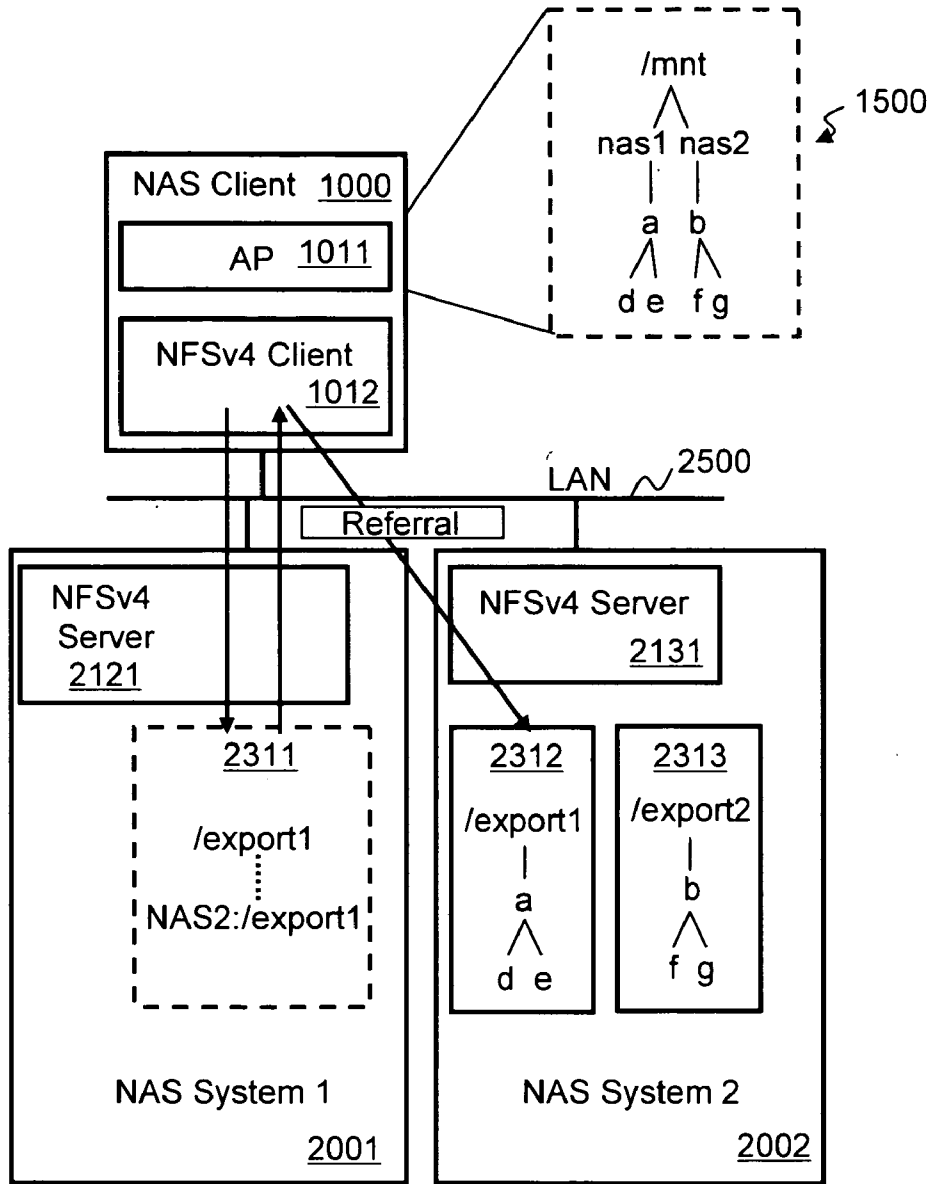 /mnt
1500
nas1 nas2
a b
d e f g
NAS Client 1000
AP 1011
NFSv4 Client
1012
LAN 2500
Referral
NFSv4
Server
2121
2311
/export1
NAS2:/export1
NAS System 1
2001
NFSv4 Server
2131
2312
/export1
a
d e
2313
/export2
b
f g
NAS System 2
2002